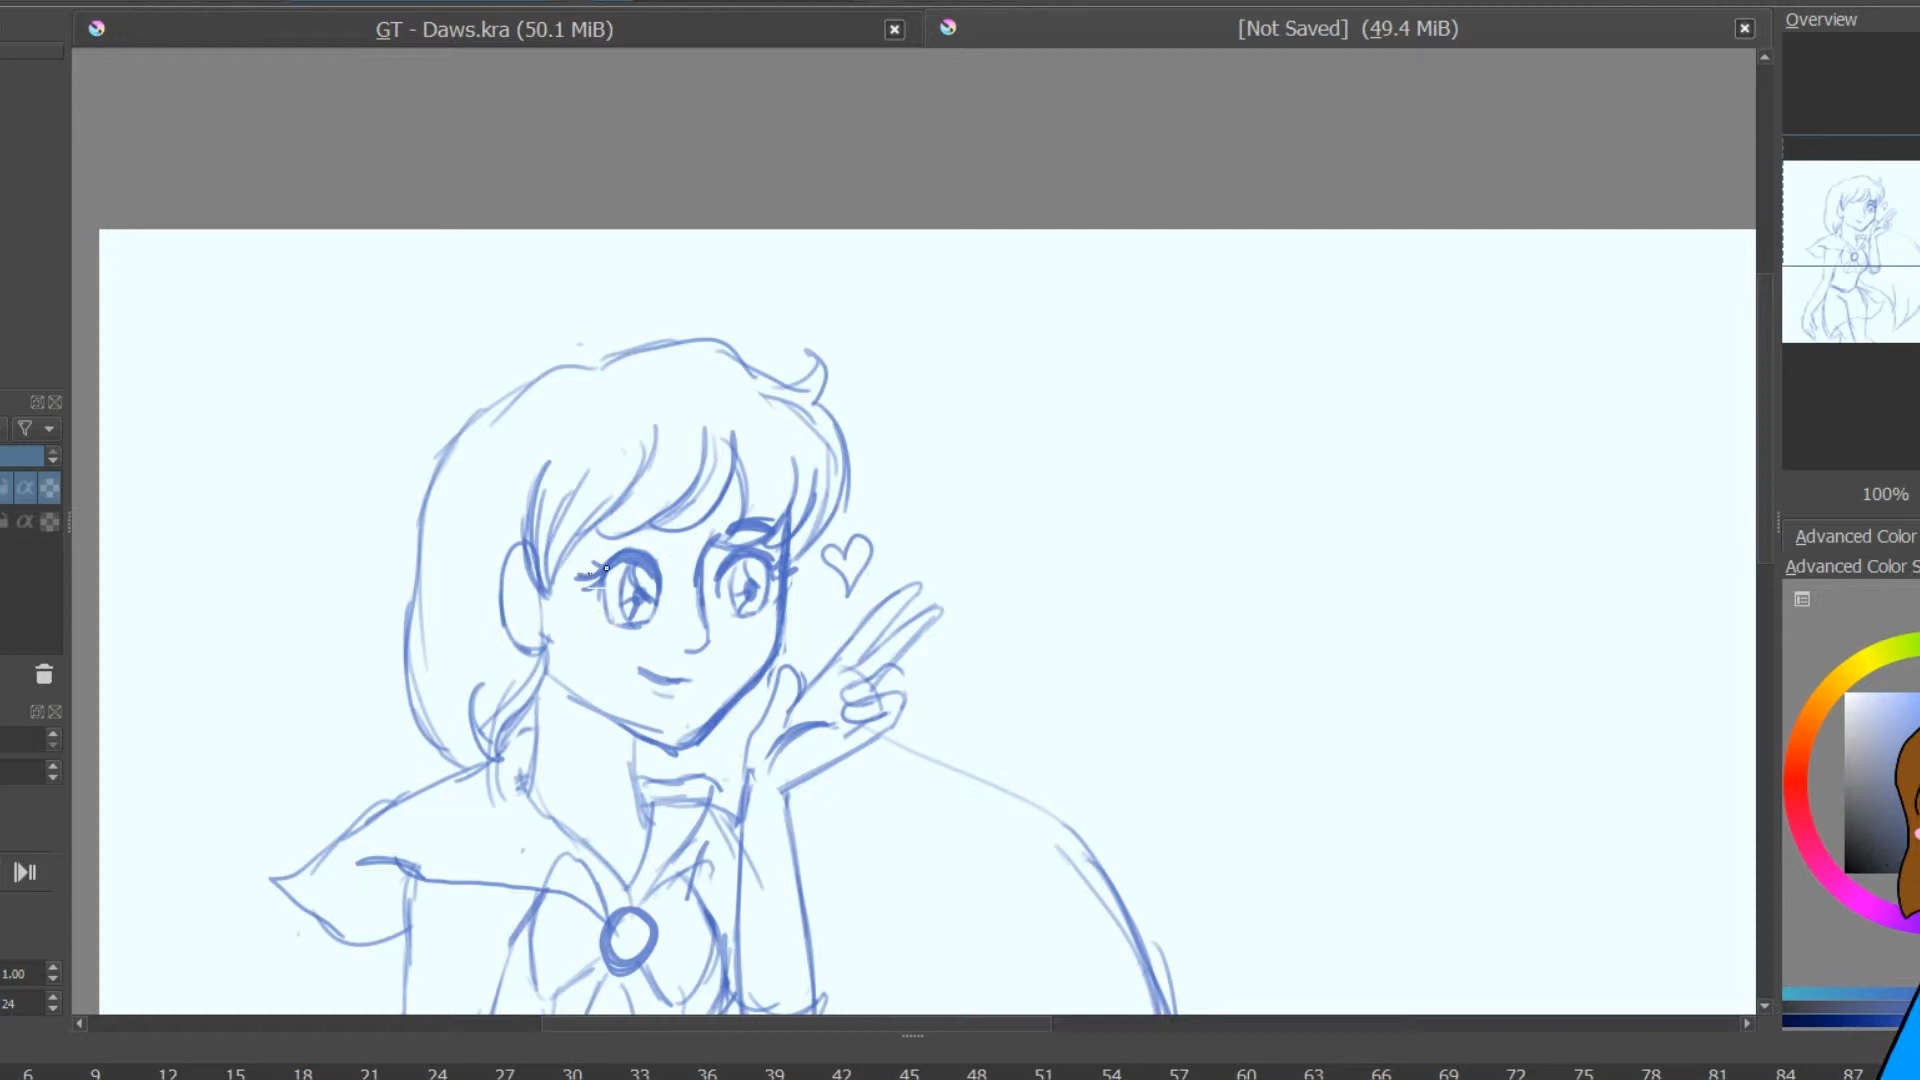 GT - Daws.kra (50.1 MiB)
[Not Saved]  (49.4 MiB)
Overview
100%
Advanced Color
Advanced Color S
1.00
24
6 9 12 15 18 21 24 27 30 33 36 39 42 45 48 51 54 57 60 63 66 69 72 75 78 81 84 87